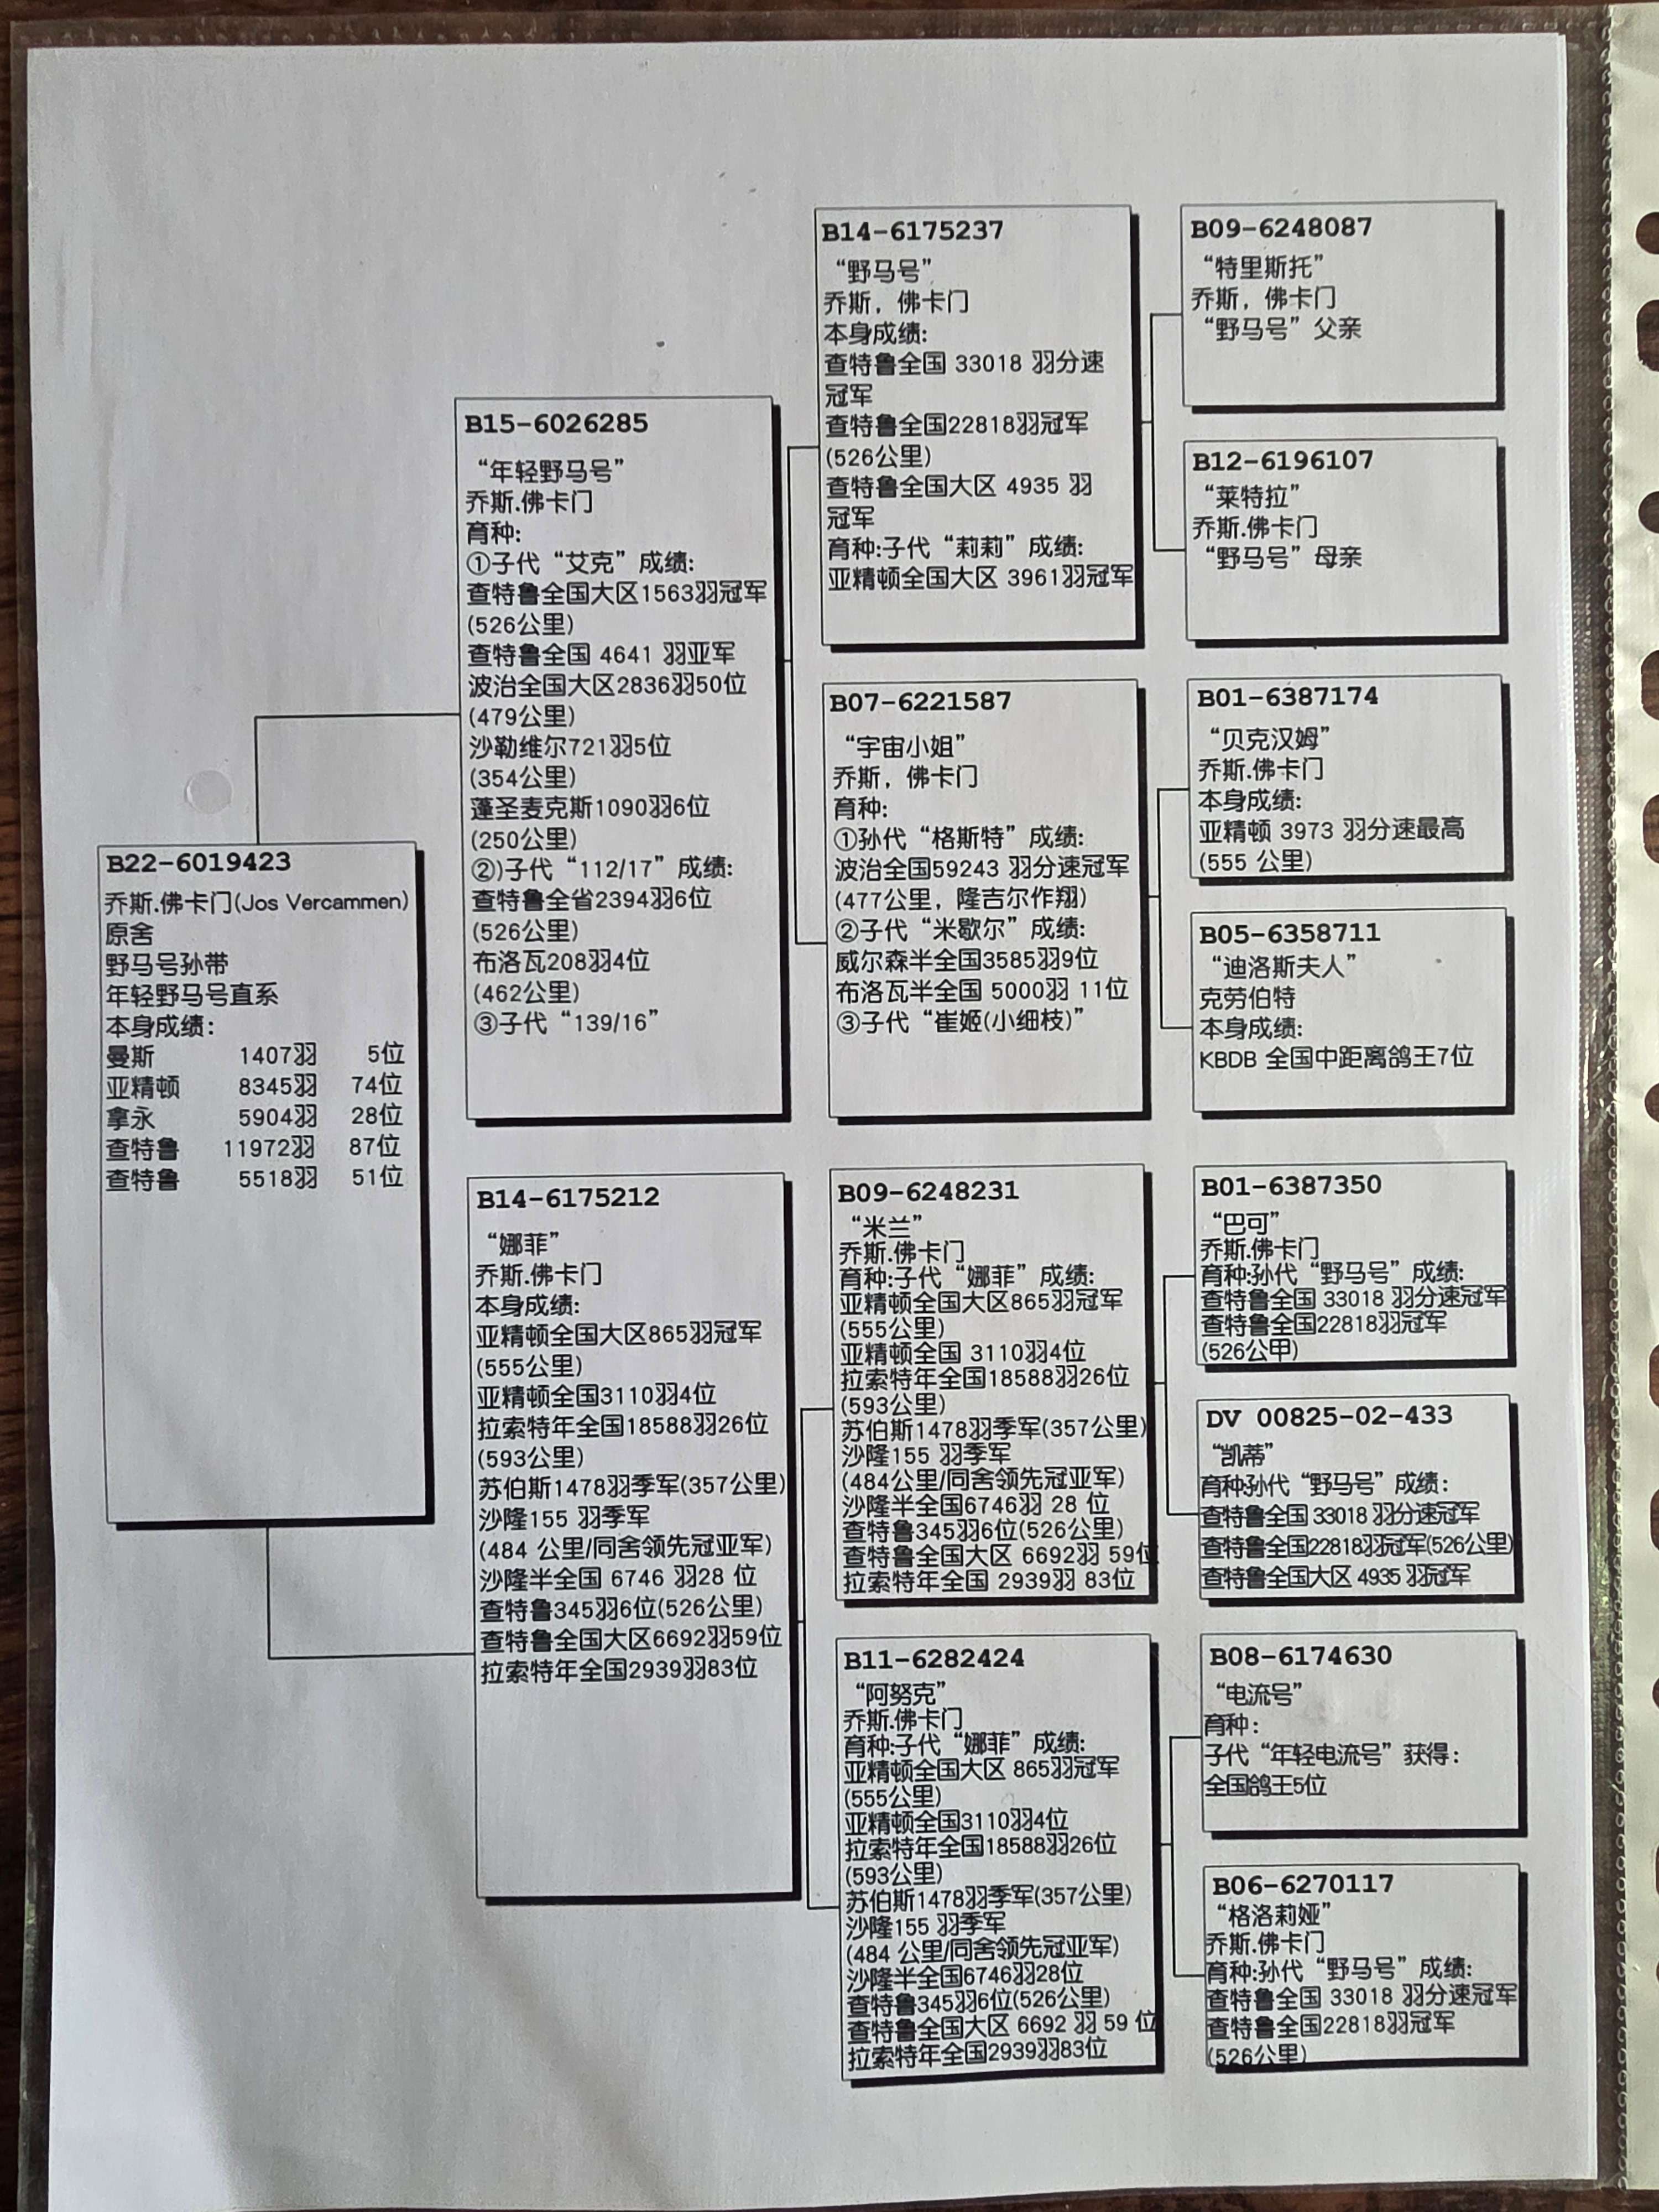 B22-6019423
乔斯.佛卡门(Jos Vercammen)
原舍
野马号孙带
年轻野马号直系
本身成绩:
曼斯 1407羽 5位
亚精顿 8345羽 74位
拿永 5904羽 28位
查特鲁 11972羽 87位
查特鲁 5518羽 51位
B15-6026285
“年轻野马号”
乔斯.佛卡门
育种:
①子代“艾克”成绩:
查特鲁全国大区1563羽冠军
(526公里)
查特鲁全国 4641 羽亚军
波治全国大区2836羽50位
(479公里)
沙勒维尔721羽5位
(354公里)
蓬圣麦克斯1090羽6位
(250公里)
②)子代“112/17”成绩:
查特鲁全省2394羽6位
(526公里)
布洛瓦208羽4位
(462公里)
③子代“139/16”
B14-6175212
“娜菲”
乔斯.佛卡门
本身成绩:
亚精顿全国大区865羽冠军
(555公里)
亚精顿全国3110羽4位
拉索特年全国18588羽26位
(593公里)
苏伯斯1478羽季军(357公里)
沙隆155 羽季军
(484 公里/同舍领先冠亚军)
沙隆半全国 6746 羽28 位
查特鲁345羽6位(526公里)
查特鲁全国大区6692羽59位
拉索特年全国2939羽83位
B14-6175237
“野马号”
乔斯，佛卡门
本身成绩:
查特鲁全国 33018 羽分速
冠军
查特鲁全国22818羽冠军
(526公里)
查特鲁全国大区 4935 羽
冠军
育种:子代“莉莉”成绩:
亚精顿全国大区 3961羽冠军
B07-6221587
“宇宙小姐”
乔斯，佛卡门
育种:
①孙代“格斯特”成绩:
波治全国59243 羽分速冠军
(477公里，隆吉尔作翔)
②子代“米歇尔”成绩:
威尔森半全国3585羽9位
布洛瓦半全国 5000羽 11位
③子代“崔姬(小细枝)”
B09-6248231
“米兰”
乔斯.佛卡门
育种:子代“娜菲”成绩:
亚精顿全国大区865羽冠军
(555公里)
亚精顿全国 3110羽4位
拉索特年全国18588羽26位
(593公里)
苏伯斯1478羽季军(357公里)
沙隆155 羽季军
(484公里/同舍领先冠亚军)
沙隆半全国6746羽 28 位
查特鲁345羽6位(526公里)
查特鲁全国大区 6692羽 59位
拉索特年全国 2939羽 83位
B11-6282424
“阿努克”
乔斯.佛卡门
育种:子代“娜菲”成绩:
亚精顿全国大区 865羽冠军
(555公里)
亚精顿全国3110羽4位
拉索特年全国18588羽26位
(593公里)
苏伯斯1478羽季军(357公里)
沙隆155 羽季军
(484 公里/同舍领先冠亚军)
沙隆半全国6746羽28位
查特鲁345羽6位(526公里)
查特鲁全国大区 6692 羽 59 位
拉索特年全国2939羽83位
B09-6248087
“特里斯托”
乔斯，佛卡门
“野马号”父亲
B12-6196107
“莱特拉”
乔斯.佛卡门
“野马号”母亲
B01-6387174
“贝克汉姆”
乔斯.佛卡门
本身成绩:
亚精顿 3973 羽分速最高
(555 公里)
B05-6358711
“迪洛斯夫人”
克劳伯特
本身成绩:
KBDB 全国中距离鸽王7位
B01-6387350
“巴可”
乔斯.佛卡门
育种:孙代“野马号”成绩:
查特鲁全国 33018 羽分速冠军
查特鲁全国22818羽冠军
(526公甲)
DV 00825-02-433
“凯蒂”
育种孙代“野马号”成绩:
查特鲁全国 33018 羽分速冠军
查特鲁全国22818羽冠军(526公里)
查特鲁全国大区 4935 羽冠军
B08-6174630
“电流号”
育种:
子代“年轻电流号”获得:
全国鸽王5位
B06-6270117
“格洛莉娅”
乔斯.佛卡门
育种:孙代“野马号”成绩:
查特鲁全国 33018 羽分速冠军
查特鲁全国22818羽冠军
(526公里)